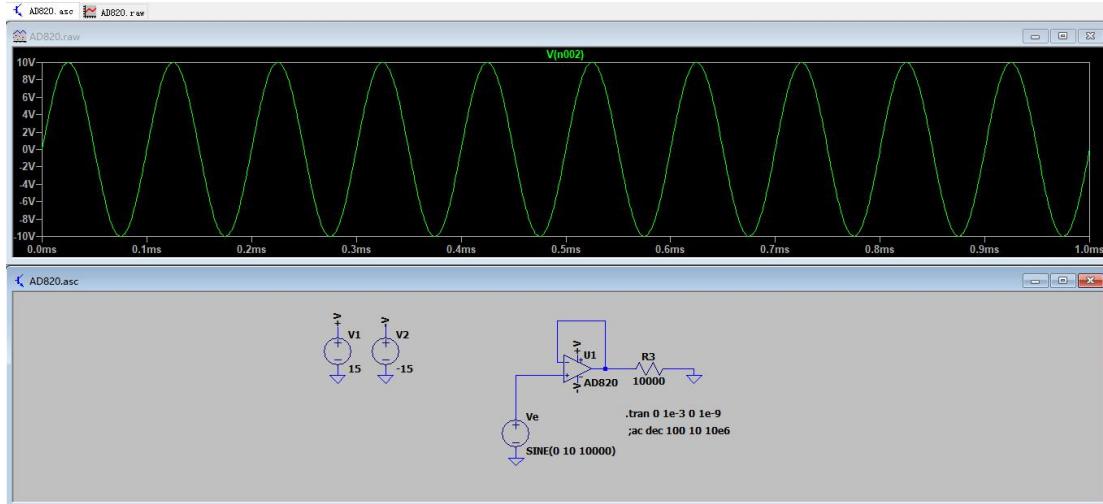 AD820.asc AD820.raw
AD820.raw
V(n002)
10V
8V
6V
4V
2V
0V
-2V
-4V
-6V
-8V
-10V
0.0ms 0.1ms 0.2ms 0.3ms 0.4ms 0.5ms 0.6ms 0.7ms 0.8ms 0.9ms 1.0ms
AD820.asc
+V -V
V1 V2
15 -15
+V
U1
AD820
-V
R3
10000
.tran 0 1e-3 0 1e-9
;ac dec 100 10 10e6
Ve
SINE(0 10 10000)